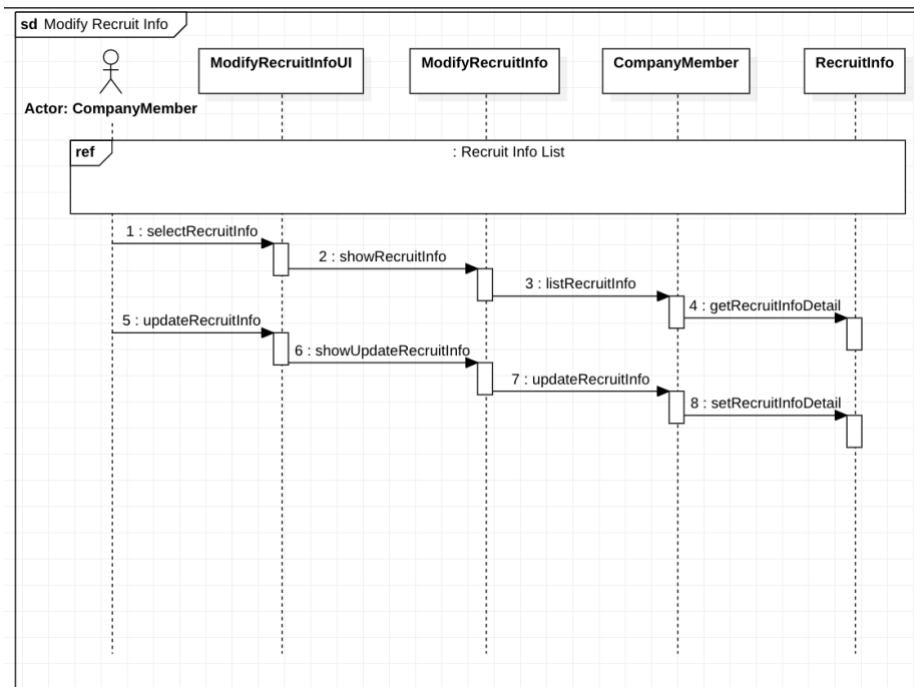 sd Modify Recruit Info
ModifyRecruitInfoUI
ModifyRecruitInfo
CompanyMember
RecruitInfo
Actor: CompanyMember
ref
: Recruit Info List
1 : selectRecruitInfo
2 : showRecruitInfo
3 : listRecruitInfo
4 : getRecruitInfoDetail
5 : updateRecruitInfo
6 : showUpdateRecruitInfo
7 : updateRecruitInfo
8 : setRecruitInfoDetail